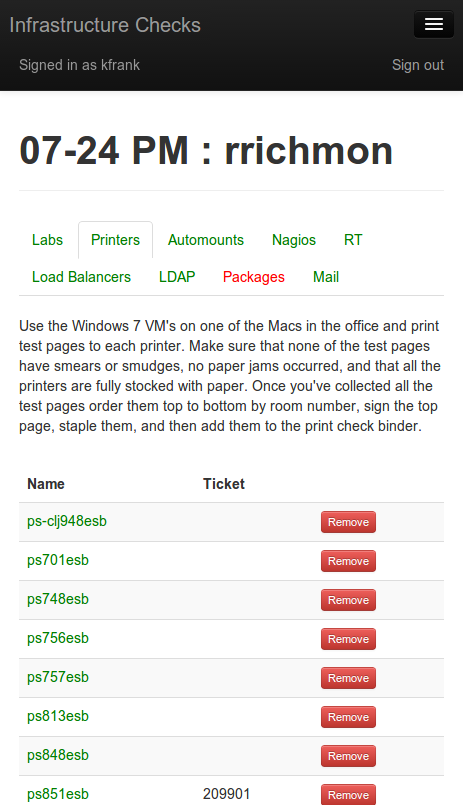 Infrastructure Checks
Signed in as kfrank Sign out
07-24 PM : rrichmon
Labs Printers Automounts Nagios RT
Load Balancers LDAP Packages Mail
Use the Windows 7 VM's on one of the Macs in the office and print
test pages to each printer. Make sure that none of the test pages
have smears or smudges, no paper jams occurred, and that all the
printers are fully stocked with paper. Once you've collected all the
test pages order them top to bottom by room number, sign the top
page, staple them, and then add them to the print check binder.
Name Ticket
ps-clj948esb Remove
ps701esb Remove
ps748esb Remove
ps756esb Remove
ps757esb Remove
ps813esb Remove
ps848esb Remove
ps851esb 209901 Remove